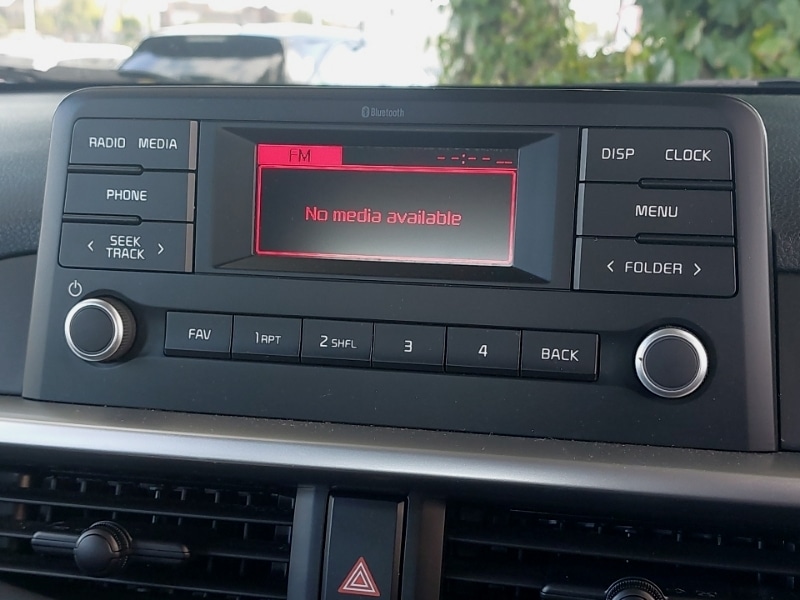 Bluetooth
RADIO MEDIA
FM
--:-- --
DISP CLOCK
PHONE
MENU
No media available
< SEEK TRACK >
< FOLDER >
FAV
1 RPT
2 SHFL
3
4
BACK